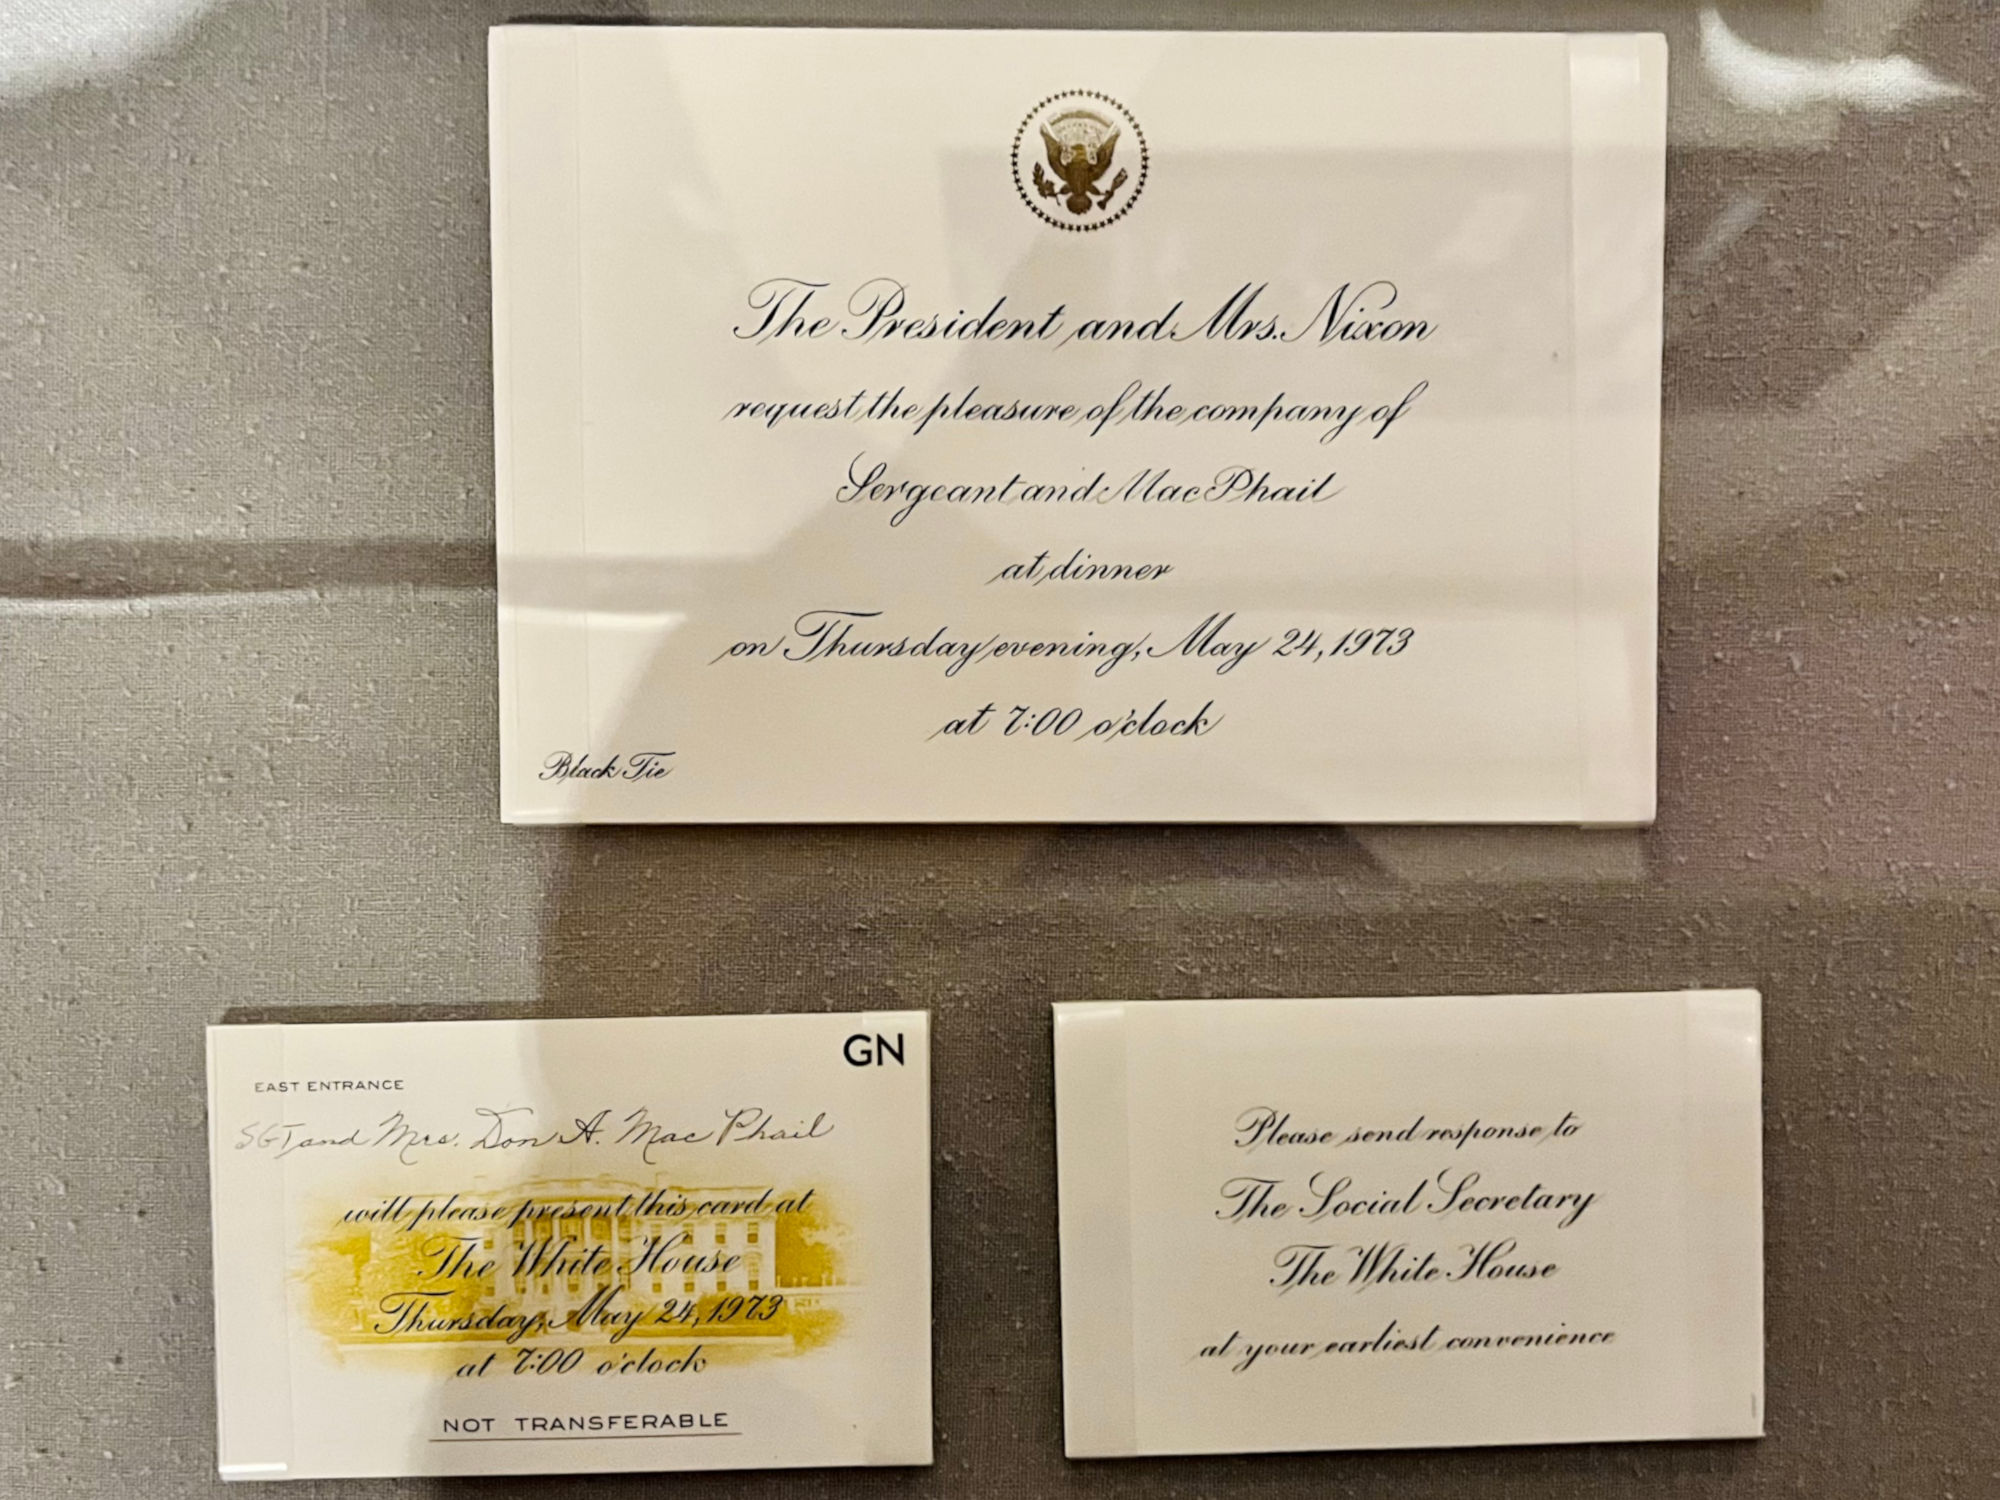 The President and Mrs. Nixon
request the pleasure of the company of
Sergeant and Mac Phail
at dinner
on Thursday evening, May 24, 1973
at 7:00 o'clock
Black Tie
GN
EAST ENTRANCE
SGT and Mrs. Don A. Mac Phail
will please present this card at
The White House
Thursday, May 24, 1973
at 7:00 o'clock
NOT TRANSFERABLE
Please send response to
The Social Secretary
The White House
at your earliest convenience